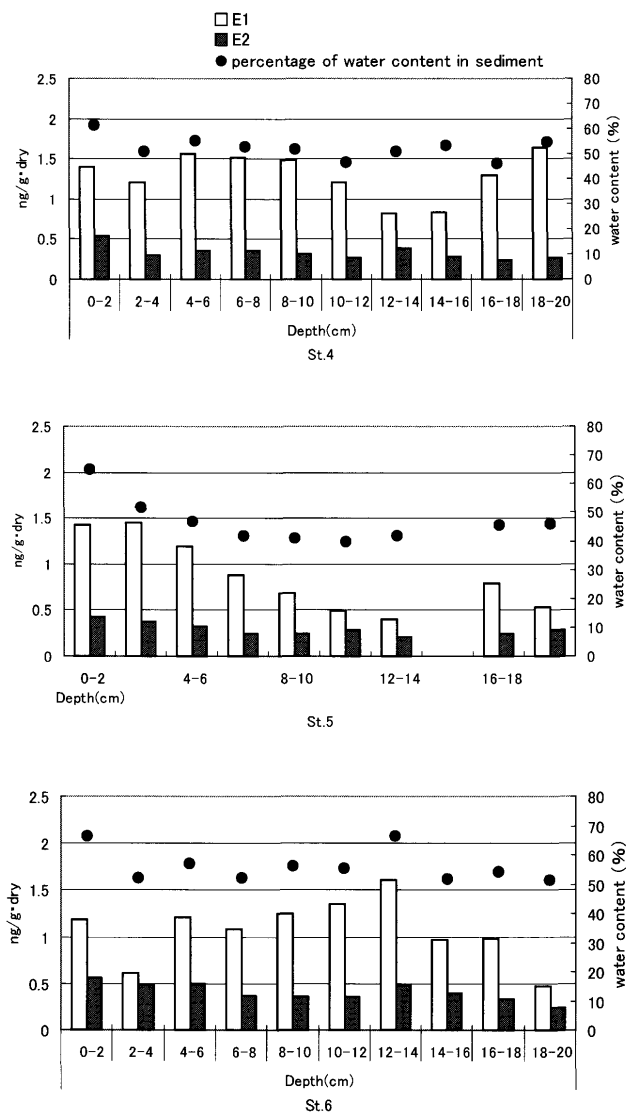 E1
E2
percentage of water content in sediment
2.5
2
1.5
1
0.5
0
ng/g·dry
80
70
60
50
40
30
20
10
0
water content (%)
0-2 2-4 4-6 6-8 8-10 10-12 12-14 14-16 16-18 18-20
Depth(cm)
St.4
2.5
2
1.5
1
0.5
0
ng/g·dry
80
70
60
50
40
30
20
10
0
water content (%)
0-2 4-6 8-10 12-14 16-18
Depth(cm)
St.5
2.5
2
1.5
1
0.5
0
ng/g·dry
80
70
60
50
40
30
20
10
0
water content (%)
0-2 2-4 4-6 6-8 8-10 10-12 12-14 14-16 16-18 18-20
Depth(cm)
St.6